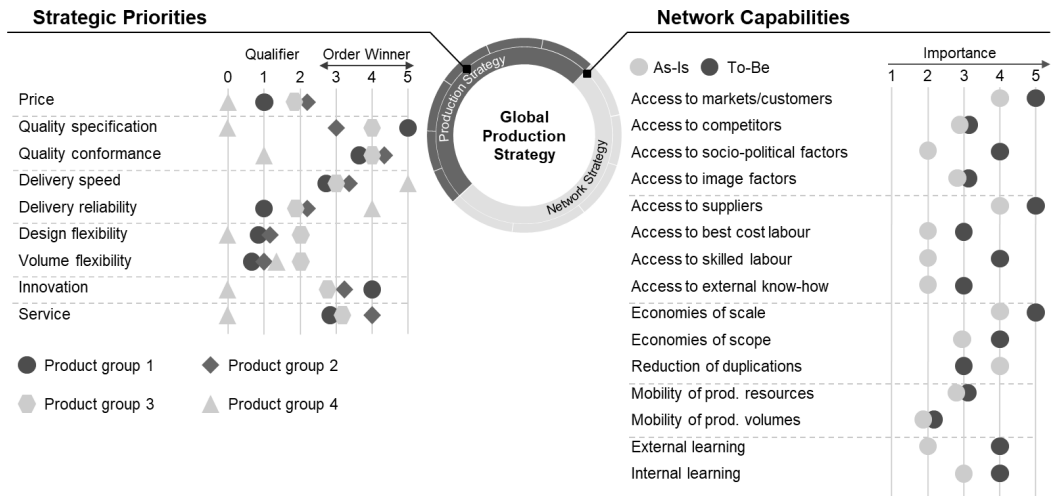 Strategic Priorities
Qualifier Order Winner
0 1 2 3 4 5
Price
Quality specification
Quality conformance
Delivery speed
Delivery reliability
Design flexibility
Volume flexibility
Innovation
Service
Product group 1 Product group 2
Product group 3 Product group 4
Production Strategy
Global
Production
Strategy
Network Strategy
Network Capabilities
Importance
As-Is To-Be 1 2 3 4 5
Access to markets/customers
Access to competitors
Access to socio-political factors
Access to image factors
Access to suppliers
Access to best cost labour
Access to skilled labour
Access to external know-how
Economies of scale
Economies of scope
Reduction of duplications
Mobility of prod. resources
Mobility of prod. volumes
External learning
Internal learning